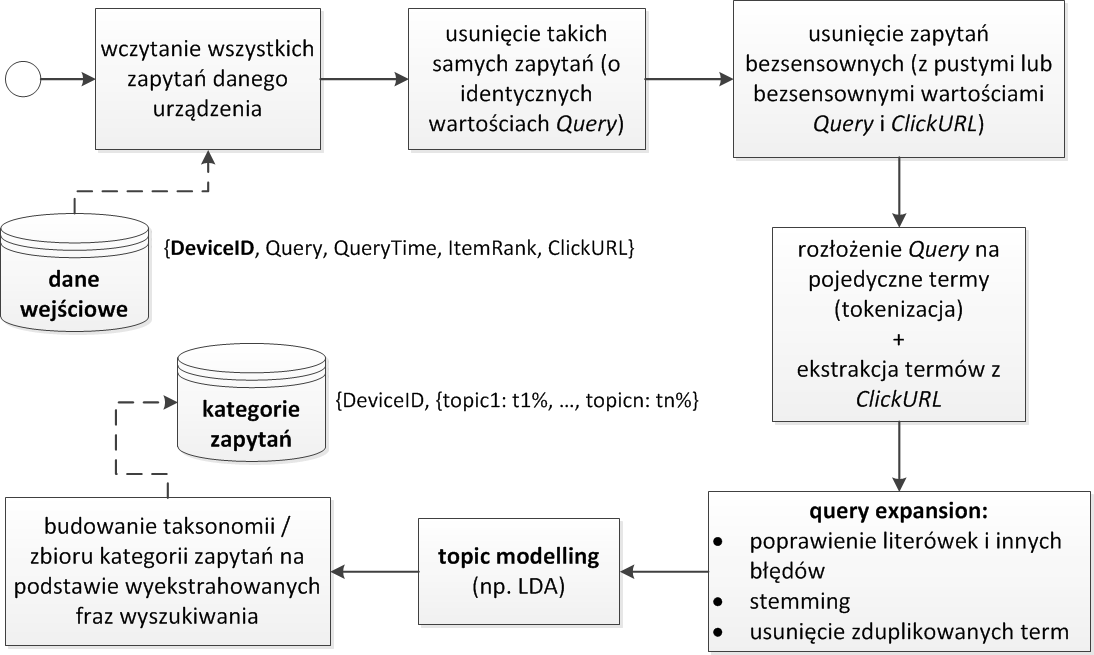 wczytanie wszystkich
zapytań danego
urządzenia
usunięcie takich
samych zapytań (o
identycznych
wartościach Query)
usunięcie zapytań
bezsensownych (z pustymi lub
bezsensownymi wartościami
Query i ClickURL)
dane
wejściowe
{DeviceID, Query, QueryTime, ItemRank, ClickURL}
rozłożenie Query na
pojedyczne termy
(tokenizacja)
+
ekstrakcja termów z
ClickURL
query expansion:
• poprawienie literówek i innych
błędów
• stemming
• usunięcie zduplikowanych term
topic modelling
(np. LDA)
budowanie taksonomii /
zbioru kategorii zapytań na
podstawie wyekstrahowanych
fraz wyszukiwania
kategorie
zapytań
{DeviceID, {topic1: t1%, ..., topicn: tn%}